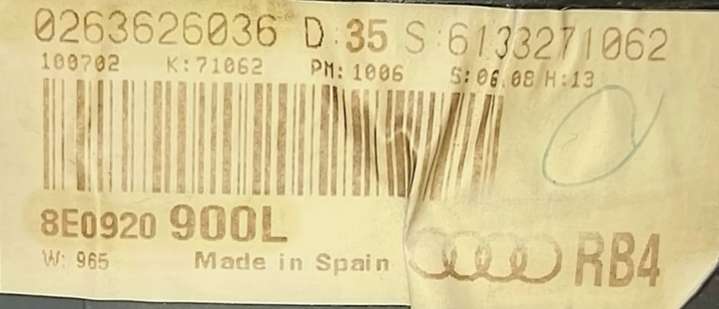 0263626036 D:35 S:6133271062
100702 K:71062 PM:1006 S:06.08 H:13
8E0920 900L
W: 965 Made in Spain RB4